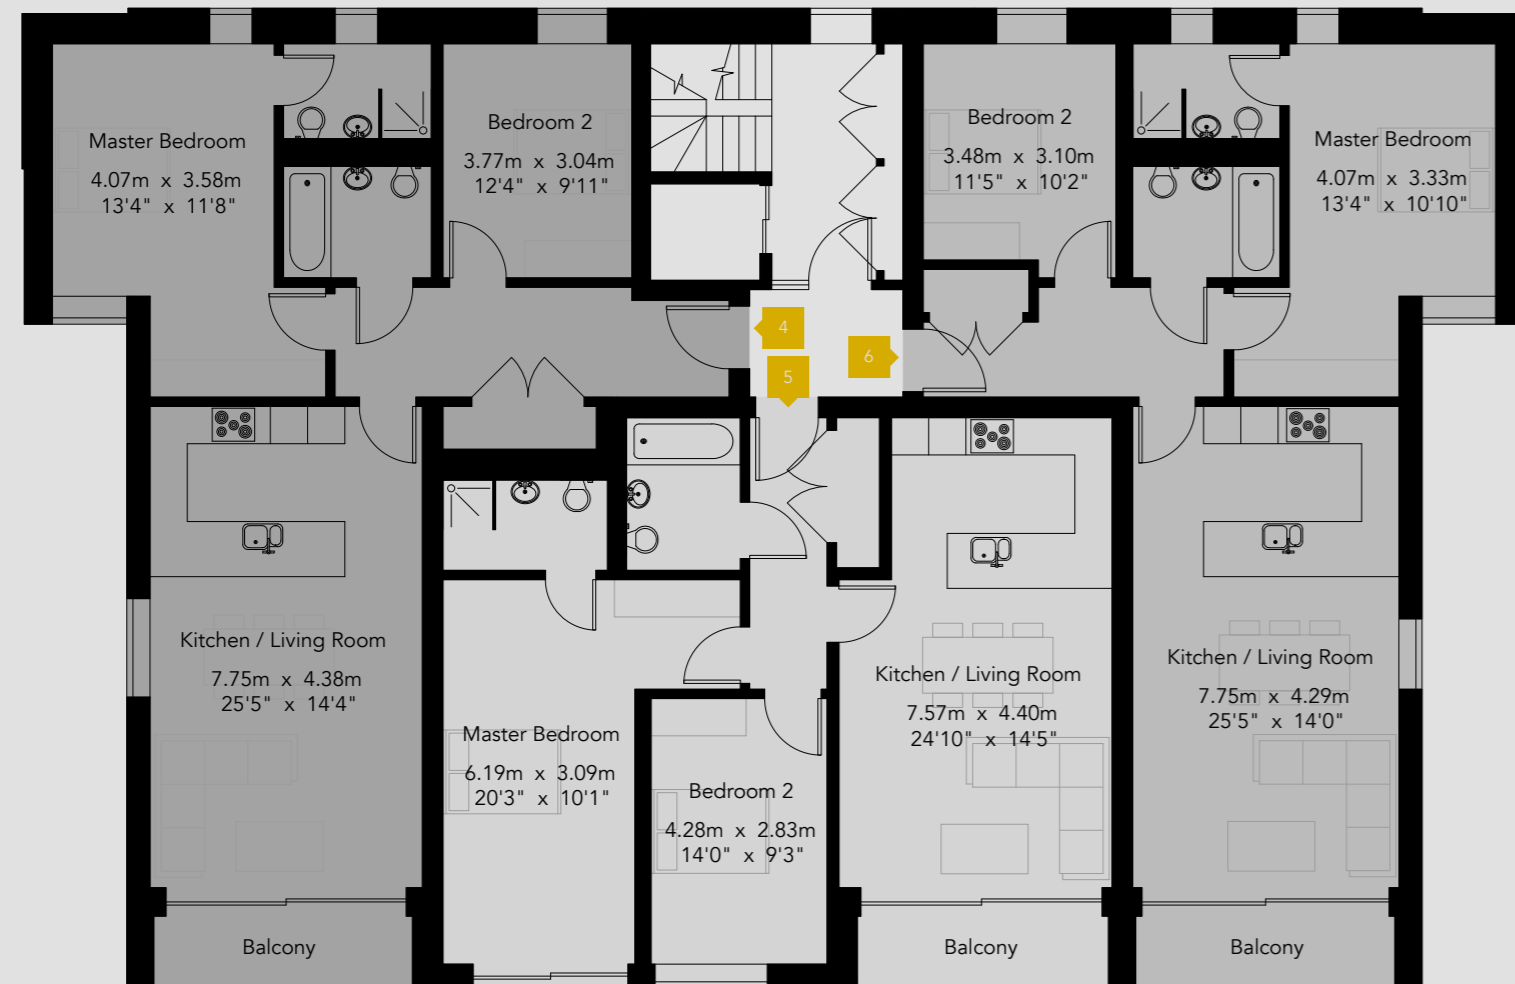 Master Bedroom
4.07m x 3.58m
13'4" x 11'8"
Bedroom 2
3.77m x 3.04m
12'4" x 9'11"
Bedroom 2
3.48m x 3.10m
11'5" x 10'2"
Master Bedroom
4.07m x 3.33m
13'4" x 10'10"
4
5
6
Kitchen / Living Room
7.75m x 4.38m
25'5" x 14'4"
Master Bedroom
6.19m x 3.09m
20'3" x 10'1"
Bedroom 2
4.28m x 2.83m
14'0" x 9'3"
Kitchen / Living Room
7.57m x 4.40m
24'10" x 14'5"
Kitchen / Living Room
7.75m x 4.29m
25'5" x 14'0"
Balcony
Balcony
Balcony